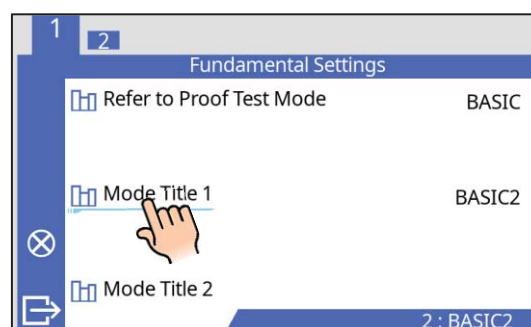 1
2
Fundamental Settings
Refer to Proof Test Mode BASIC
Mode Title 1 BASIC2
Mode Title 2
2 : BASIC2